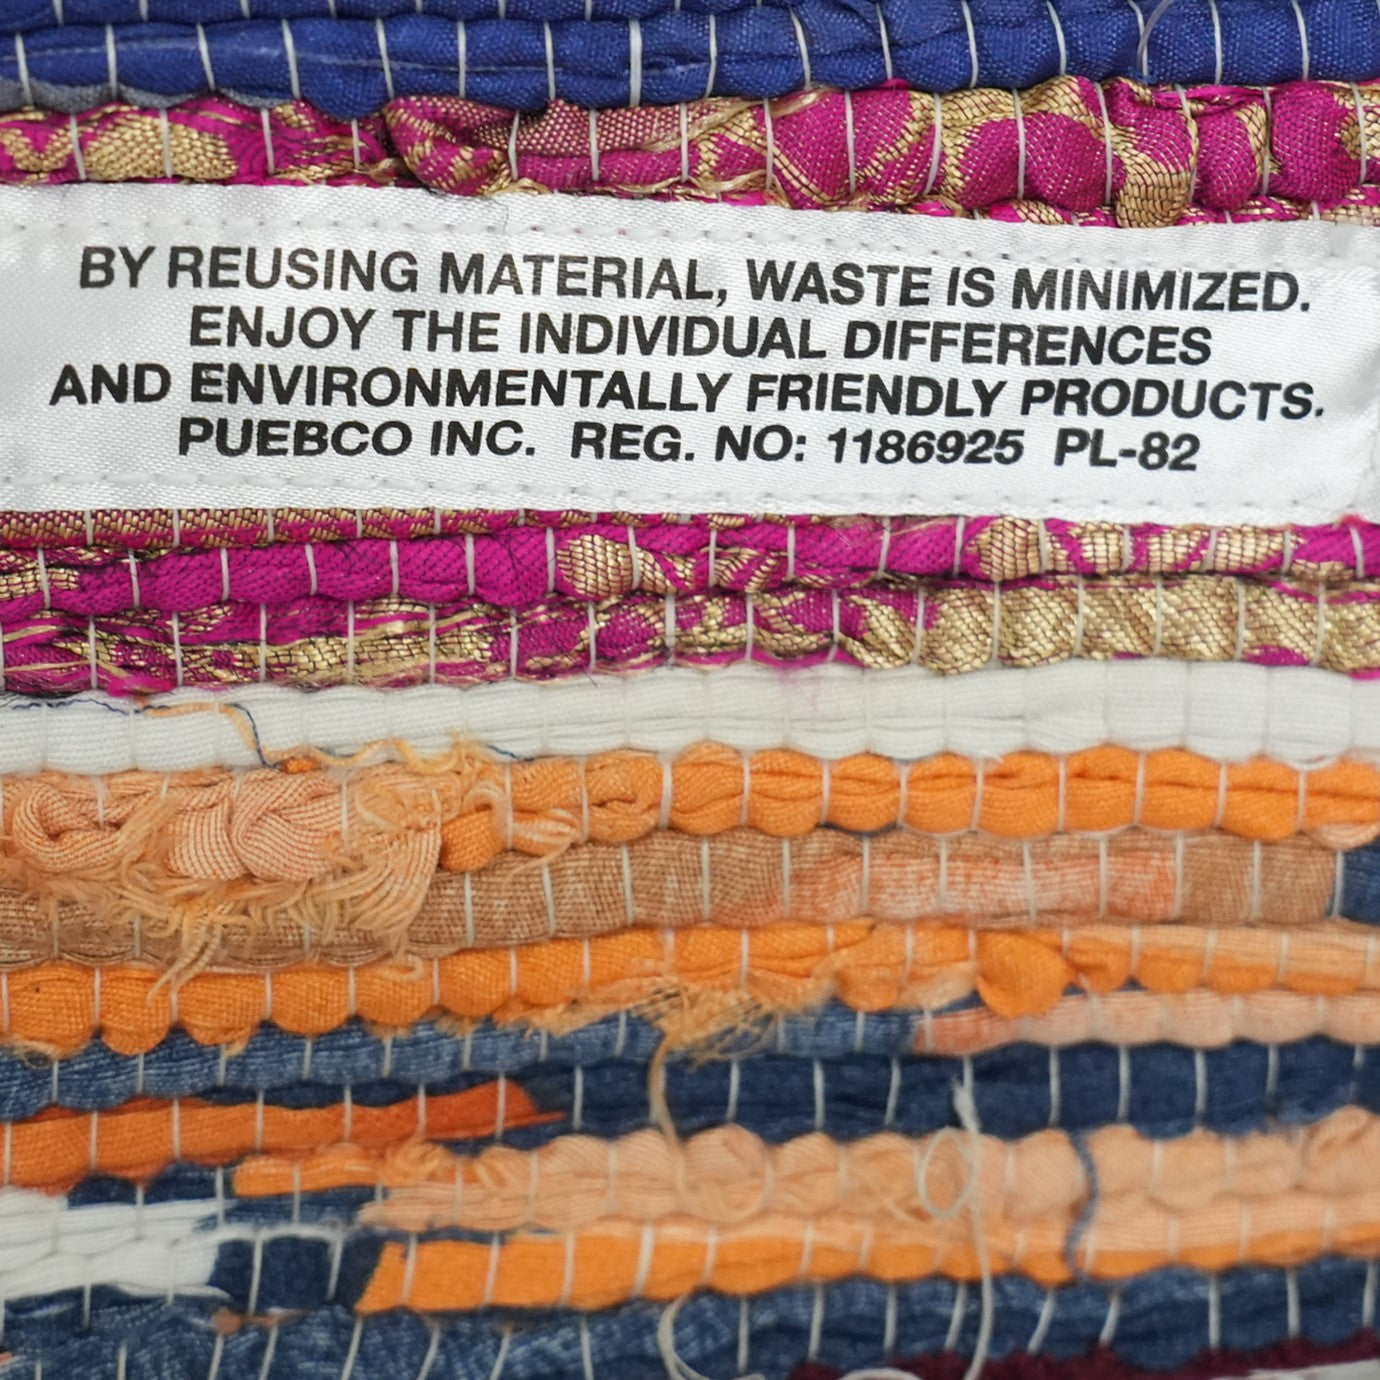 BY REUSING MATERIAL, WASTE IS MINIMIZED.
ENJOY THE INDIVIDUAL DIFFERENCES
AND ENVIRONMENTALLY FRIENDLY PRODUCTS.
PUEBCO INC. REG. NO: 1186925 PL-82